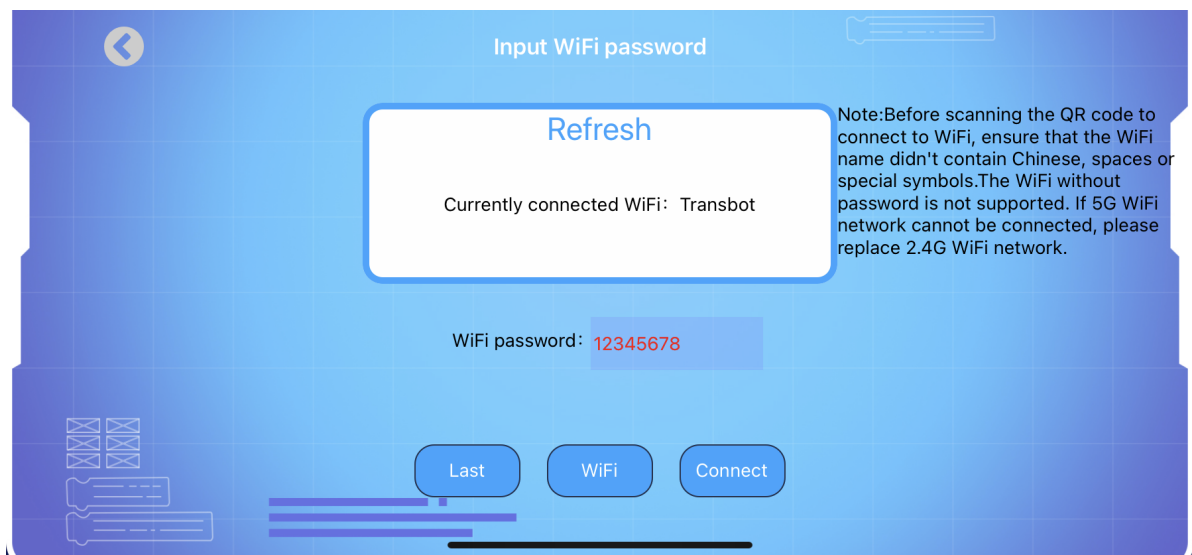 Input WiFi password
Refresh
Currently connected WiFi：Transbot
Note:Before scanning the QR code to
connect to WiFi, ensure that the WiFi
name didn't contain Chinese, spaces or
special symbols.The WiFi without
password is not supported. If 5G WiFi
network cannot be connected, please
replace 2.4G WiFi network.
WiFi password：12345678
Last
WiFi
Connect